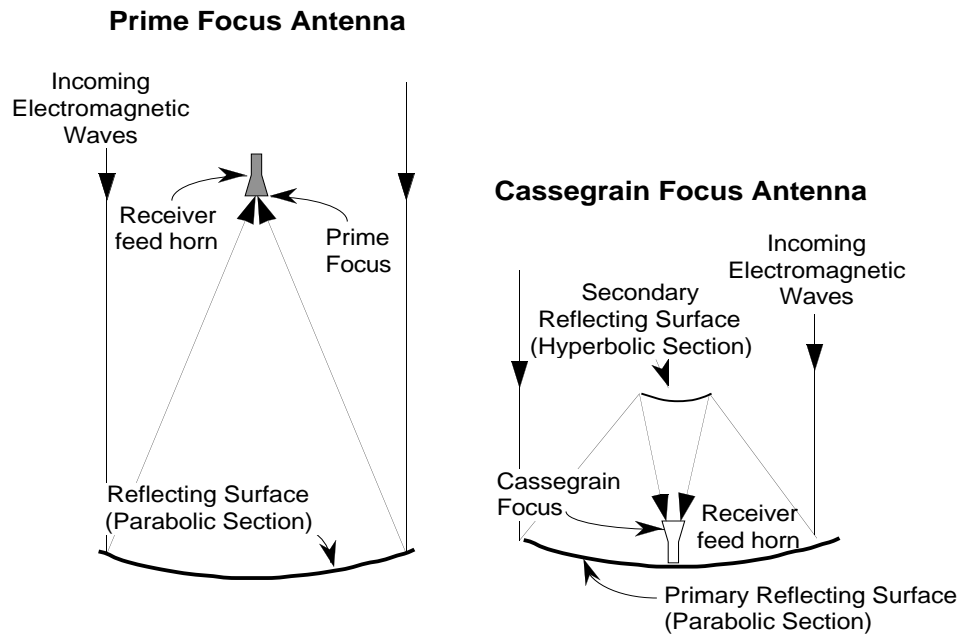 Prime Focus Antenna
Incoming
Electromagnetic
Waves
Receiver
feed horn
Prime
Focus
Reflecting Surface
(Parabolic Section)
Cassegrain Focus Antenna
Incoming
Electromagnetic
Waves
Secondary
Reflecting Surface
(Hyperbolic Section)
Cassegrain
Focus
Receiver
feed horn
Primary Reflecting Surface
(Parabolic Section)